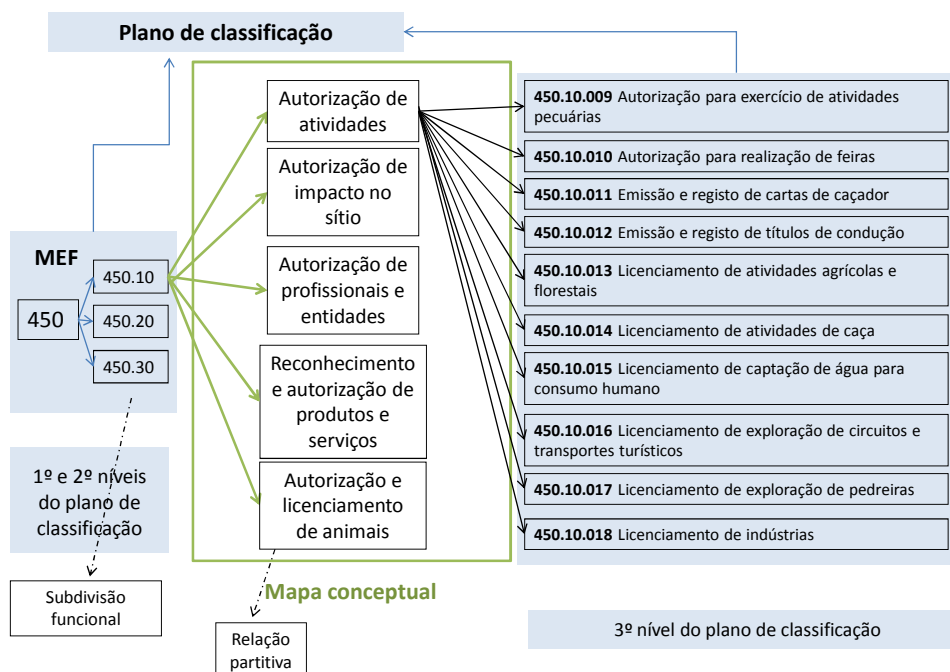 Plano de classificação
MEF
450
450.10
450.20
450.30
1º e 2º níveis
do plano de
classificação
Subdivisão
funcional
Autorização de
atividades
Autorização de
impacto no
sítio
Autorização de
profissionais e
entidades
Reconhecimento
e autorização de
produtos e
serviços
Autorização e
licenciamento
de animais
Mapa conceptual
Relação
partitiva
450.10.009 Autorização para exercício de atividades
pecuárias
450.10.010 Autorização para realização de feiras
450.10.011 Emissão e registo de cartas de caçador
450.10.012 Emissão e registo de títulos de condução
450.10.013 Licenciamento de atividades agrícolas e
florestais
450.10.014 Licenciamento de atividades de caça
450.10.015 Licenciamento de captação de água para
consumo humano
450.10.016 Licenciamento de exploração de circuitos e
transportes turísticos
450.10.017 Licenciamento de exploração de pedreiras
450.10.018 Licenciamento de indústrias
3º nível do plano de classificação